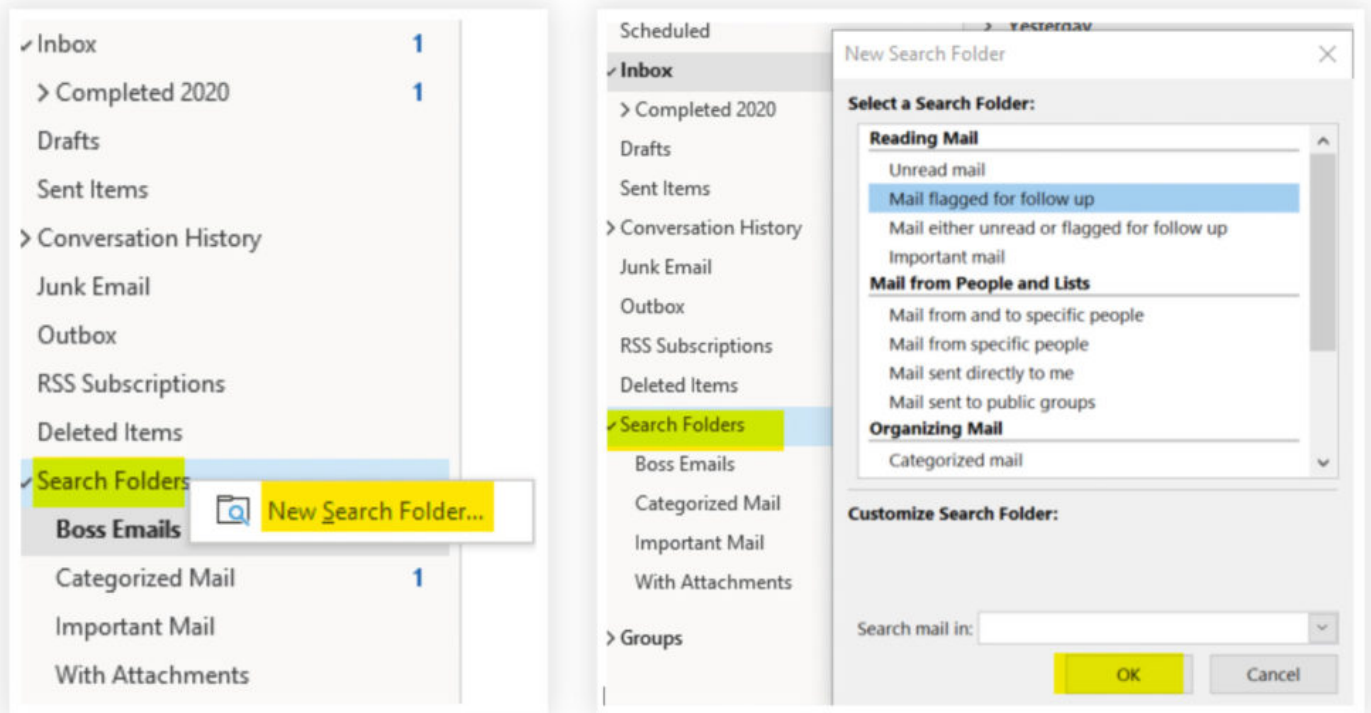 Inbox 1
Completed 2020 1
Drafts
Sent Items
Conversation History
Junk Email
Outbox
RSS Subscriptions
Deleted Items
Search Folders
New Search Folder...
Boss Emails
Categorized Mail 1
Important Mail
With Attachments
Scheduled
Inbox
Completed 2020
Drafts
Sent Items
Conversation History
Junk Email
Outbox
RSS Subscriptions
Deleted Items
Search Folders
Boss Emails
Categorized Mail
Important Mail
With Attachments
Groups
Yesterday
New Search Folder
Select a Search Folder:
Reading Mail
Unread mail
Mail flagged for follow up
Mail either unread or flagged for follow up
Important mail
Mail from People and Lists
Mail from and to specific people
Mail from specific people
Mail sent directly to me
Mail sent to public groups
Organizing Mail
Categorized mail
Customize Search Folder:
Search mail in:
OK Cancel